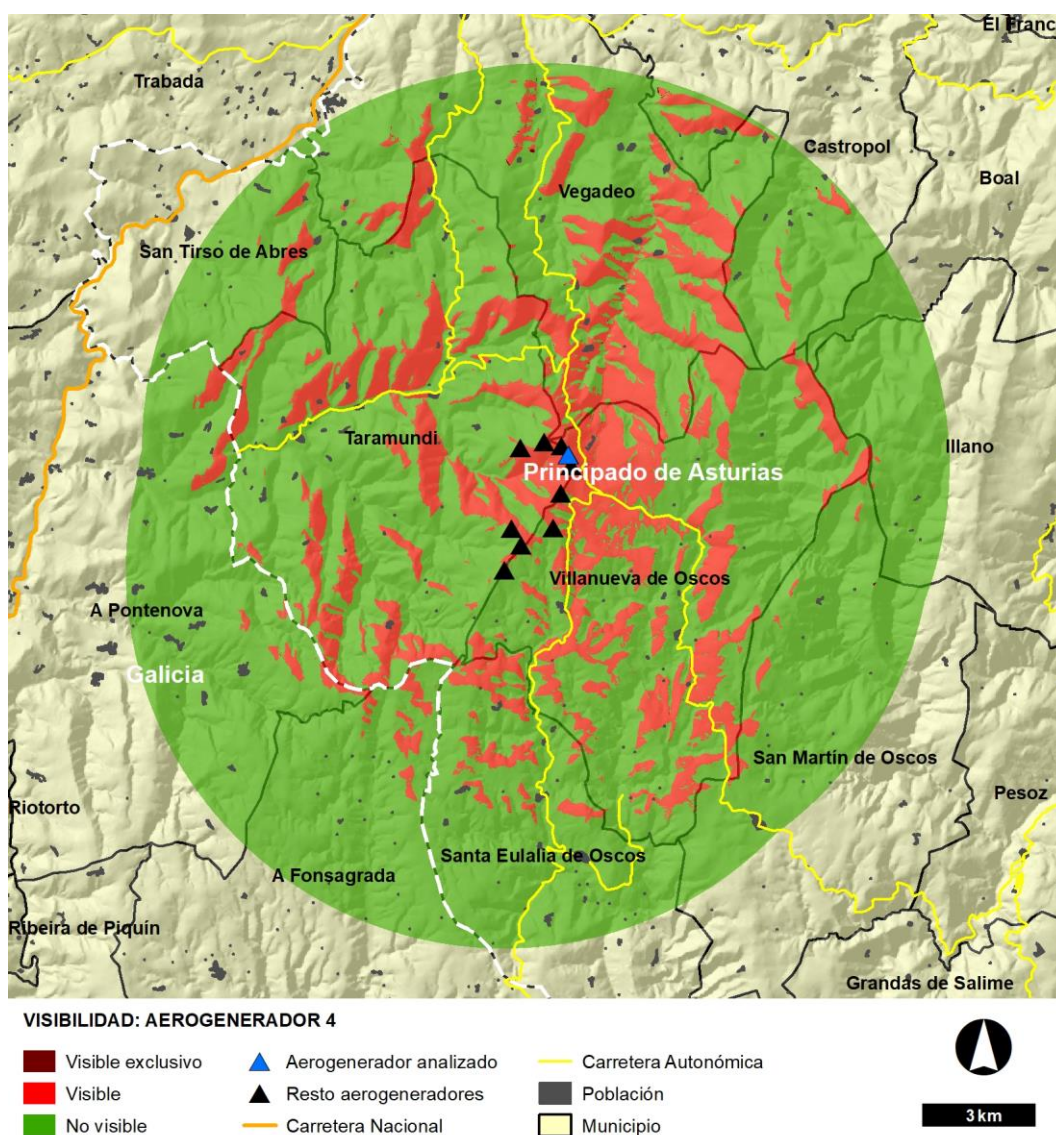 El Franc
Trabada
Castropol
Boal
Vegadeo
San Tirso de Abres
Taramundi
Illano
Principado de Asturias
Villanueva de Oscos
A Pontenova
Galicia
San Martín de Oscos
Pesoz
Riotorto
Santa Eulalia de Oscos
A Fonsagrada
Ribeira de Piquín
Grandas de Salime
VISIBILIDAD: AEROGENERADOR 4
Visible exclusivo
Aerogenerador analizado
Carretera Autonómica
Visible
Resto aerogeneradores
Población
No visible
Carretera Nacional
Municipio
3 km